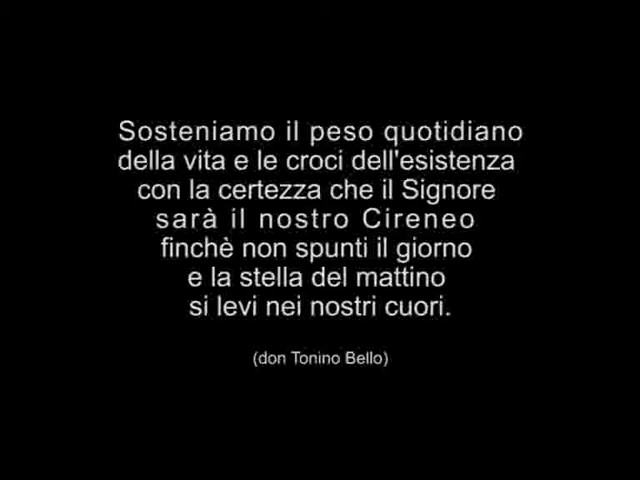 Sosteniamo il peso quotidiano
della vita e le croci dell'esistenza
con la certezza che il Signore
sarà il nostro Cireneo
finchè non spunti il giorno
e la stella del mattino
si levi nei nostri cuori.
(don Tonino Bello)